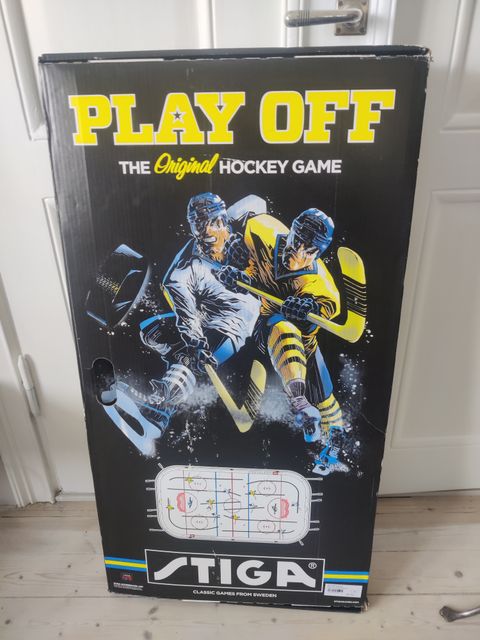 PLAY OFF
THE Original HOCKEY GAME
STIGA®
CLASSIC GAMES FROM SWEDEN